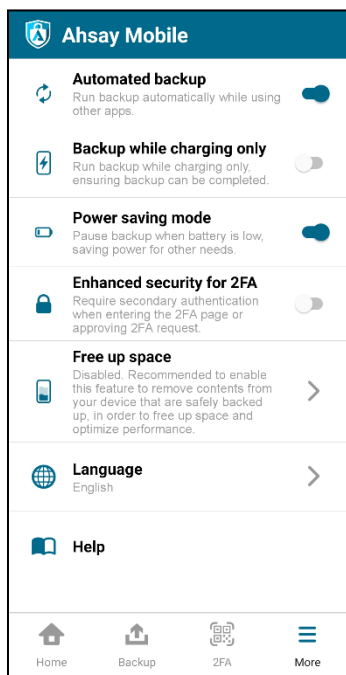 Ahsay Mobile
Automated backup
Run backup automatically while using
other apps.
Backup while charging only
Run backup while charging only,
ensuring backup can be completed.
Power saving mode
Pause backup when battery is low,
saving power for other needs.
Enhanced security for 2FA
Require secondary authentication
when entering the 2FA page or
approving 2FA request.
Free up space
Disabled. Recommended to enable
this feature to remove contents from
your device that are safely backed
up, in order to free up space and
optimize performance.
Language
English
Help
Home Backup 2FA More